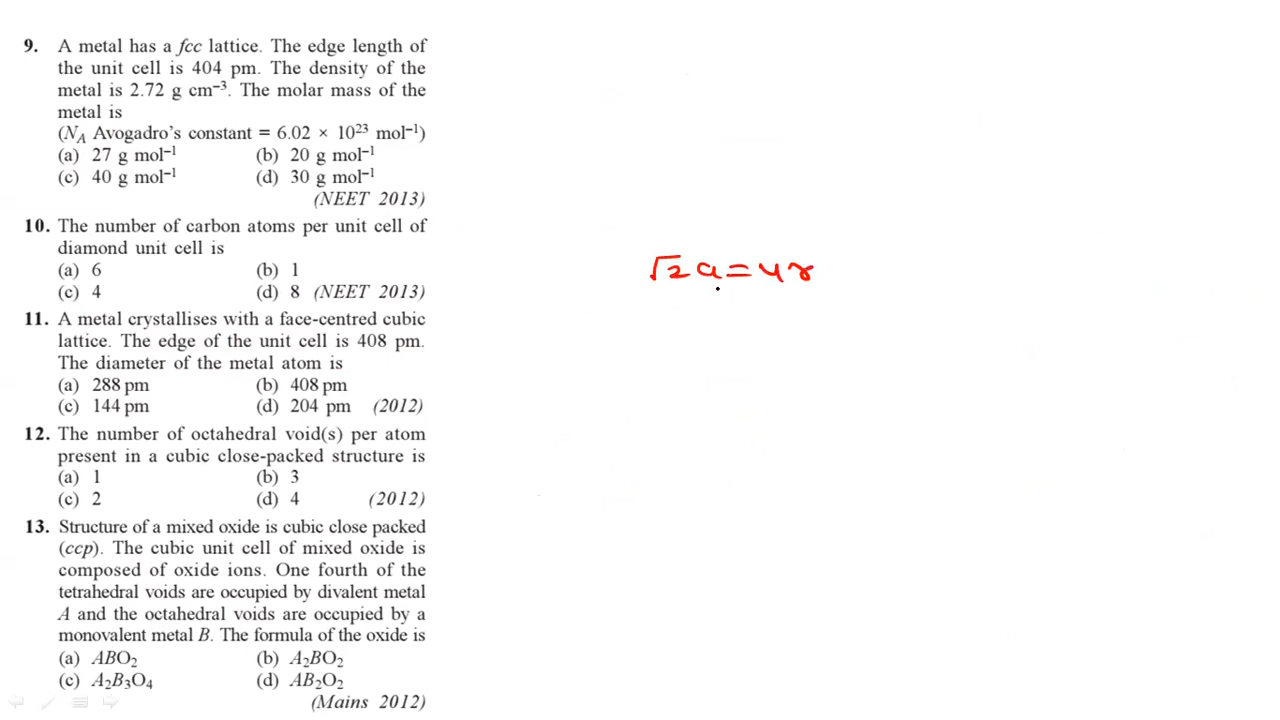 9. A metal has a fcc lattice. The edge length of
the unit cell is 404 pm. The density of the
metal is 2.72 g cm⁻³. The molar mass of the
metal is
(N_A Avogadro's constant = 6.02 × 10²³ mol⁻¹)
(a) 27 g mol⁻¹ (b) 20 g mol⁻¹
(c) 40 g mol⁻¹ (d) 30 g mol⁻¹
(NEET 2013)
10. The number of carbon atoms per unit cell of
diamond unit cell is
(a) 6 (b) 1
(c) 4 (d) 8 (NEET 2013)
11. A metal crystallises with a face-centred cubic
lattice. The edge of the unit cell is 408 pm.
The diameter of the metal atom is
(a) 288 pm (b) 408 pm
(c) 144 pm (d) 204 pm (2012)
12. The number of octahedral void(s) per atom
present in a cubic close-packed structure is
(a) 1 (b) 3
(c) 2 (d) 4 (2012)
13. Structure of a mixed oxide is cubic close packed
(ccp). The cubic unit cell of mixed oxide is
composed of oxide ions. One fourth of the
tetrahedral voids are occupied by divalent metal
A and the octahedral voids are occupied by a
monovalent metal B. The formula of the oxide is
(a) ABO₂ (b) A₂BO₂
(c) A₂B₃O₄ (d) AB₂O₂
(Mains 2012)
√2 a = 4r